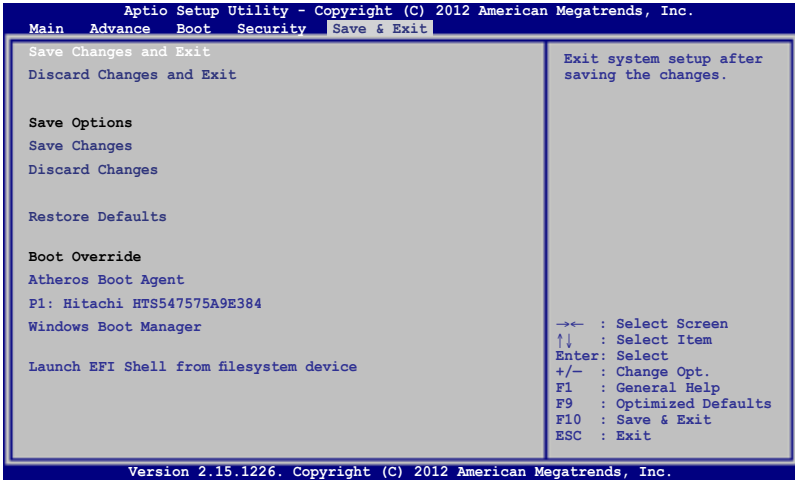 Aptio Setup Utility - Copyright (C) 2012 American Megatrends, Inc.
Main Advance Boot Security Save & Exit
Save Changes and Exit
Discard Changes and Exit
Save Options
Save Changes
Discard Changes
Restore Defaults
Boot Override
Atheros Boot Agent
P1: Hitachi HTS547575A9E384
Windows Boot Manager
Launch EFI Shell from filesystem device
Exit system setup after
saving the changes.
→← : Select Screen
↑↓ : Select Item
Enter: Select
+/— : Change Opt.
F1 : General Help
F9 : Optimized Defaults
F10 : Save & Exit
ESC : Exit
Version 2.15.1226. Copyright (C) 2012 American Megatrends, Inc.